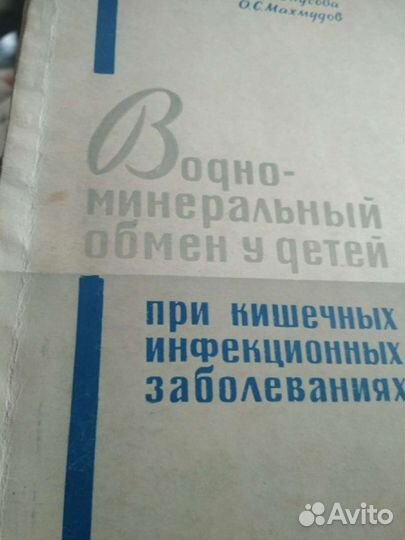 О.С.Махмудов
Водно-
минеральный
обмен у детей
при кишечных
инфекционных
заболеваниях
Avito